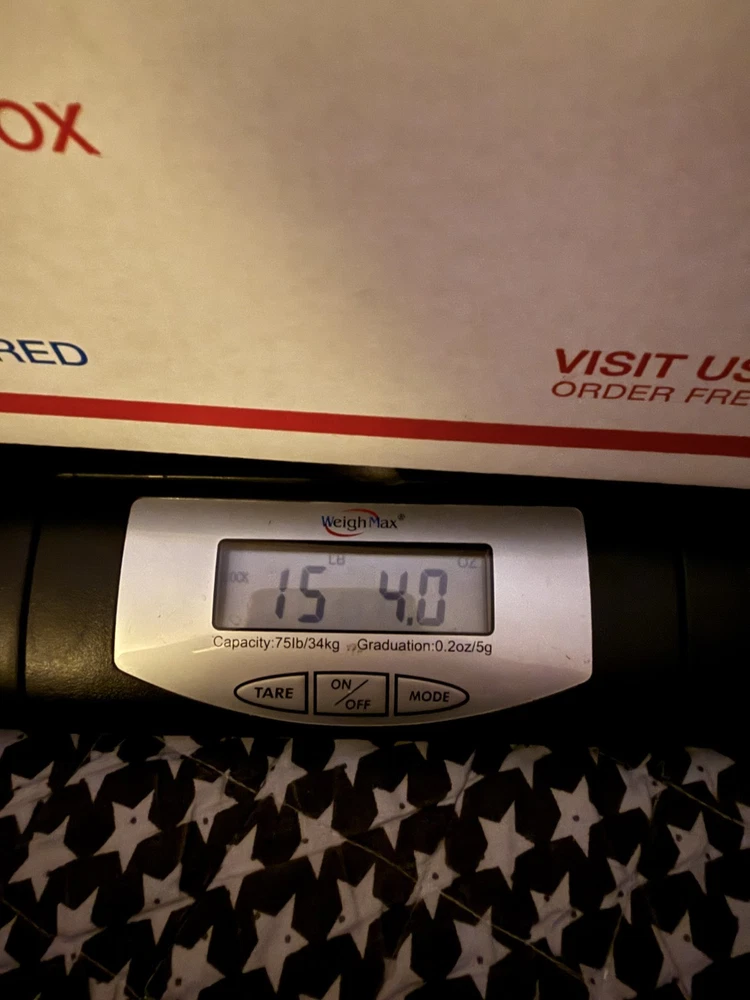 OX
RED
VISIT US
ORDER FRE
WeighMax®
LB OZ
15 4.0
Capacity:75lb/34kg Graduation:0.2oz/5g
TARE ON/OFF MODE